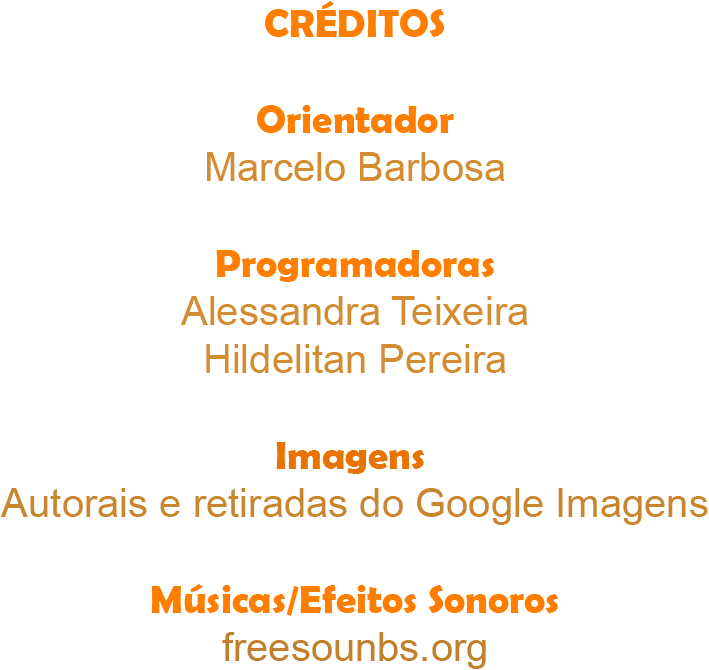 CRÉDITOS
Orientador
Marcelo Barbosa
Programadoras
Alessandra Teixeira
Hildelitan Pereira
Imagens
Autorais e retiradas do Google Imagens
Músicas/Efeitos Sonoros
freesounbs.org